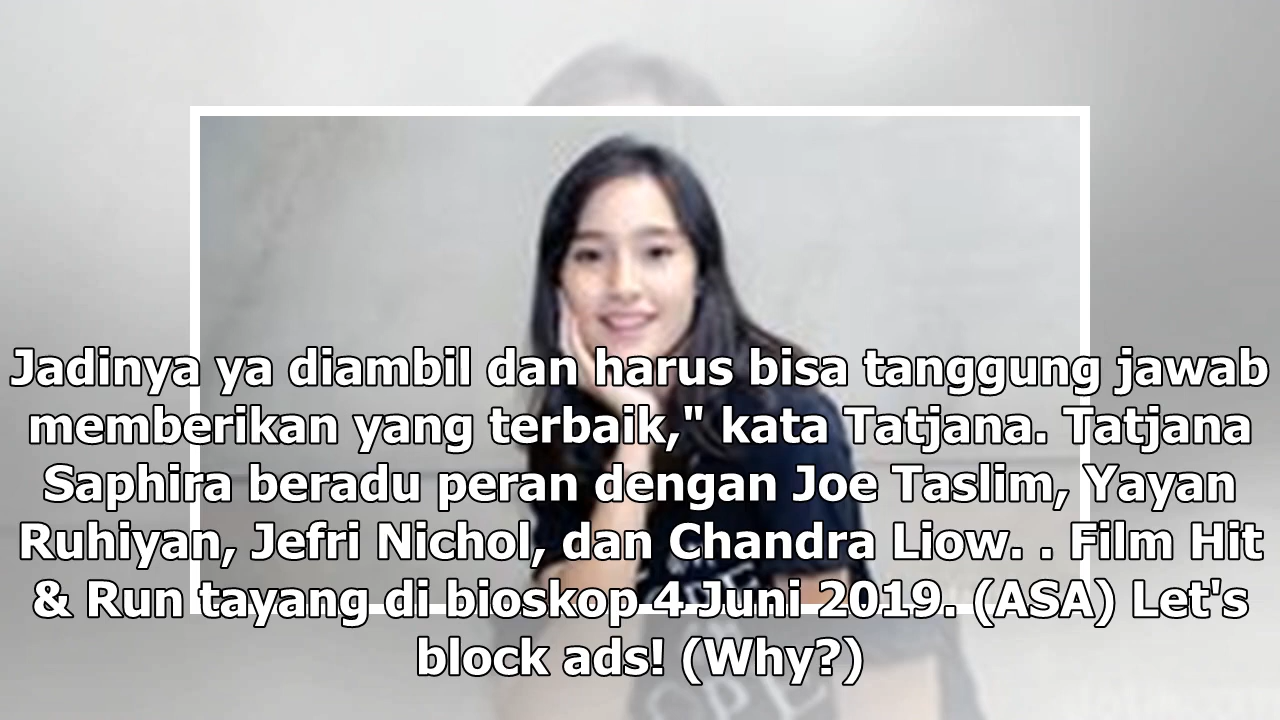 Jadinya ya diambil dan harus bisa tanggung jawab
memberikan yang terbaik," kata Tatjana. Tatjana
Saphira beradu peran dengan Joe Taslim, Yayan
Ruhiyan, Jefri Nichol, dan Chandra Liow. . Film Hit
& Run tayang di bioskop 4 Juni 2019. (ASA) Let's
block ads! (Why?)